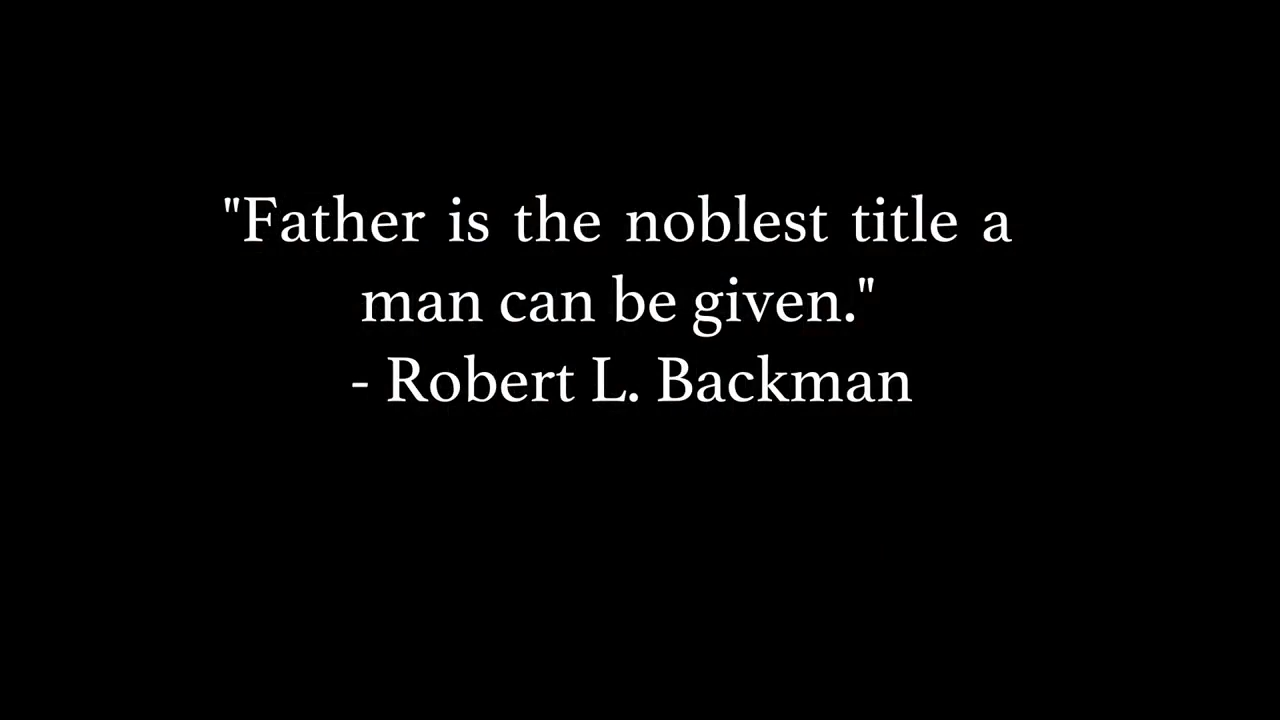 "Father is the noblest title a
man can be given."
- Robert L. Backman